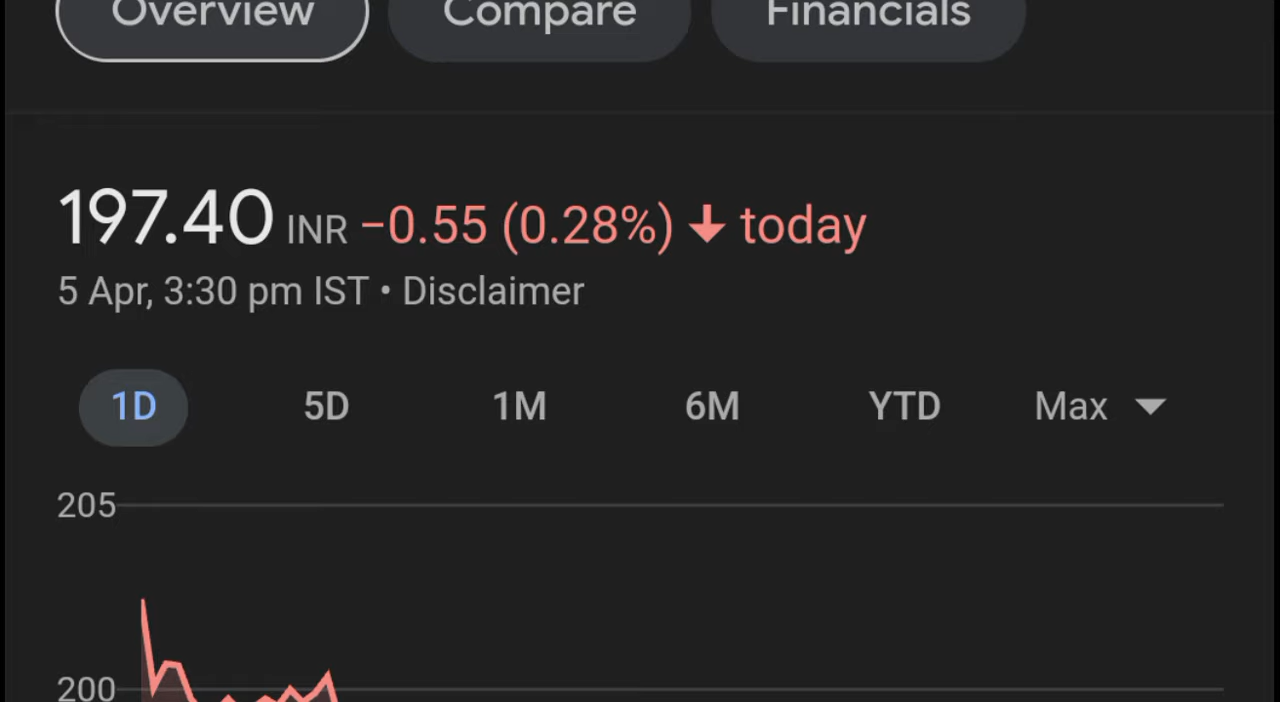 Overview Compare Financials
197.40 INR −0.55 (0.28%) ↓ today
5 Apr, 3:30 pm IST • Disclaimer
1D 5D 1M 6M YTD Max
205
200